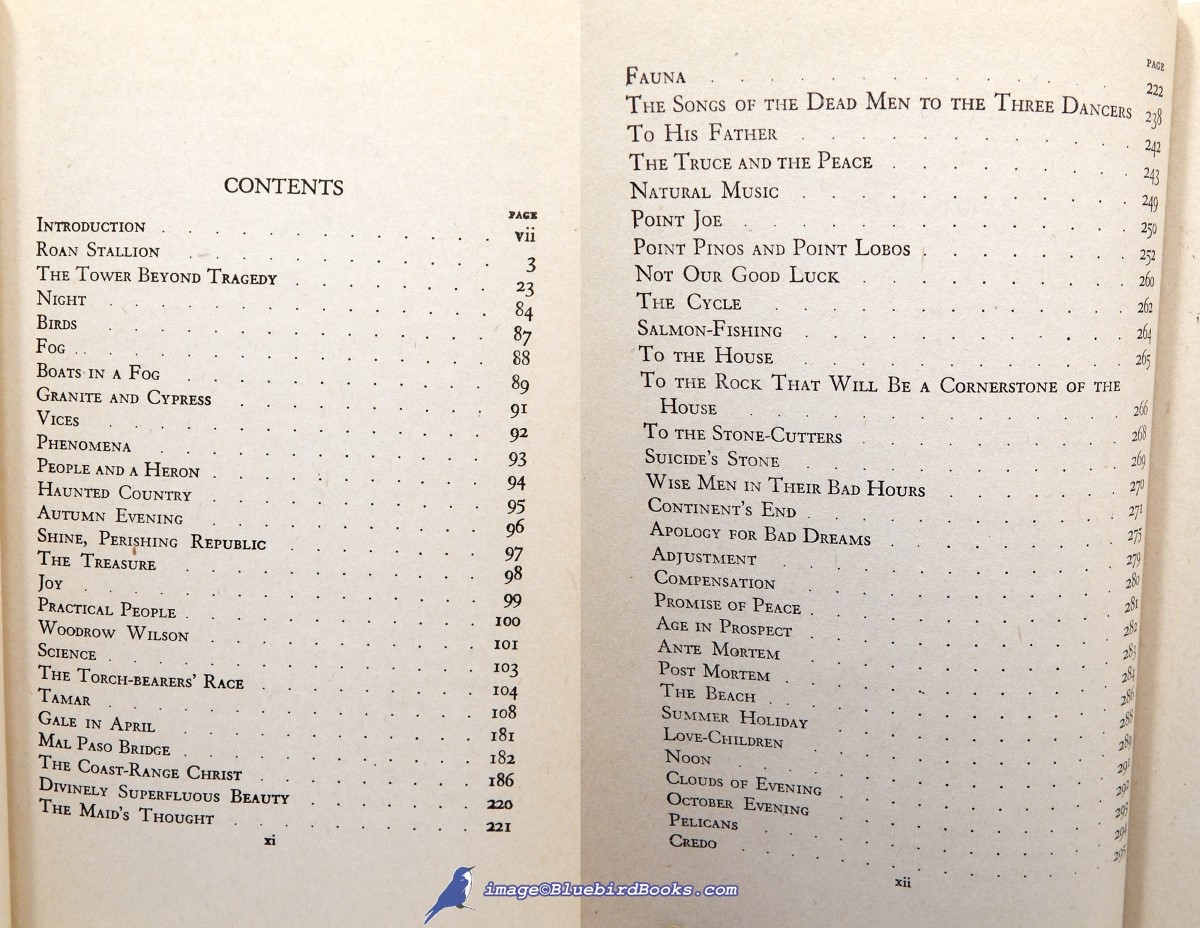 CONTENTS
PAGE
Introduction . . . . . . . . . . . . . vii
Roan Stallion . . . . . . . . . . . . 3
The Tower Beyond Tragedy . . . . . . . . 23
Night . . . . . . . . . . . . . . . 84
Birds . . . . . . . . . . . . . . . 87
Fog . . . . . . . . . . . . . . . . 88
Boats in a Fog . . . . . . . . . . . . 89
Granite and Cypress . . . . . . . . . . 91
Vices . . . . . . . . . . . . . . . 92
Phenomena . . . . . . . . . . . . . 93
People and a Heron . . . . . . . . . . 94
Haunted Country . . . . . . . . . . . 95
Autumn Evening . . . . . . . . . . . 96
Shine, Perishing Republic . . . . . . . . 97
The Treasure . . . . . . . . . . . . 98
Joy . . . . . . . . . . . . . . . . 99
Practical People . . . . . . . . . . . 100
Woodrow Wilson . . . . . . . . . . . 101
Science . . . . . . . . . . . . . . 103
The Torch-bearers' Race . . . . . . . . . 104
Tamar . . . . . . . . . . . . . . . 108
Gale in April . . . . . . . . . . . . 181
Mal Paso Bridge . . . . . . . . . . . 182
The Coast-Range Christ . . . . . . . . . 186
Divinely Superfluous Beauty . . . . . . . 220
The Maid's Thought . . . . . . . . . . 221
xi
PAGE
Fauna . . . . . . . . . . . . . . . 222
The Songs of the Dead Men to the Three Dancers 238
To His Father . . . . . . . . . . . . 242
The Truce and the Peace . . . . . . . . . 243
Natural Music . . . . . . . . . . . . 249
Point Joe . . . . . . . . . . . . . . 250
Point Pinos and Point Lobos . . . . . . . 252
Not Our Good Luck . . . . . . . . . . 260
The Cycle . . . . . . . . . . . . . 262
Salmon-Fishing . . . . . . . . . . . . 264
To the House . . . . . . . . . . . . 265
To the Rock That Will Be a Cornerstone of the
House . . . . . . . . . . . . . . 266
To the Stone-Cutters . . . . . . . . . . 268
Suicide's Stone . . . . . . . . . . . . 269
Wise Men in Their Bad Hours . . . . . . . 270
Continent's End . . . . . . . . . . . 271
Apology for Bad Dreams . . . . . . . . . 275
Adjustment . . . . . . . . . . . . . 279
Compensation . . . . . . . . . . . . 280
Promise of Peace . . . . . . . . . . . 281
Age in Prospect . . . . . . . . . . . 282
Ante Mortem . . . . . . . . . . . . 283
Post Mortem . . . . . . . . . . . . 284
The Beach . . . . . . . . . . . . . 286
Summer Holiday . . . . . . . . . . . 288
Love-Children . . . . . . . . . . . . 289
Noon . . . . . . . . . . . . . . . 291
Clouds of Evening . . . . . . . . . . 292
October Evening . . . . . . . . . . . 293
Pelicans . . . . . . . . . . . . . . 294
Credo . . . . . . . . . . . . . . . 295
xii
image©BluebirdBooks.com